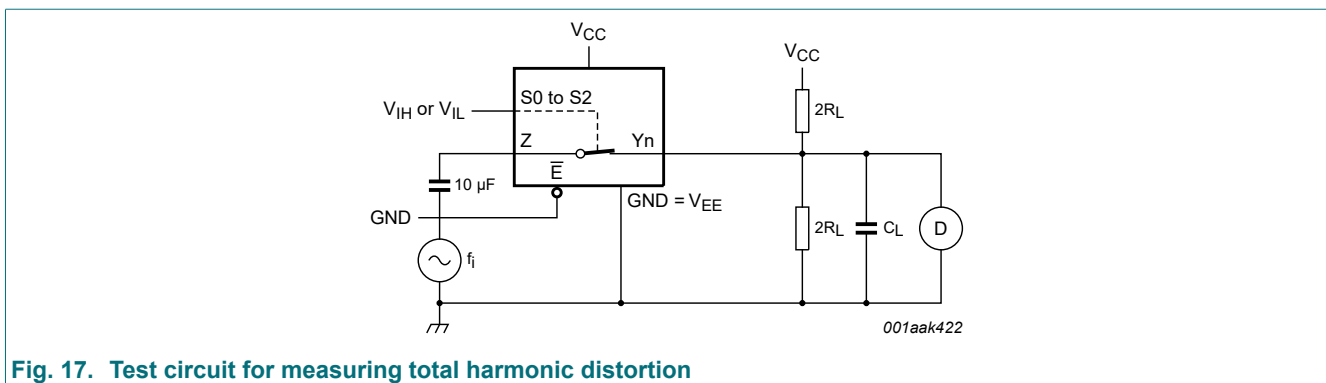 VCC
VCC
S0 to S2
2RL
VIH or VIL
Z
Yn
E
10 µF
GND = VEE
GND
2RL
CL
D
fi
001aak422
Fig. 17. Test circuit for measuring total harmonic distortion